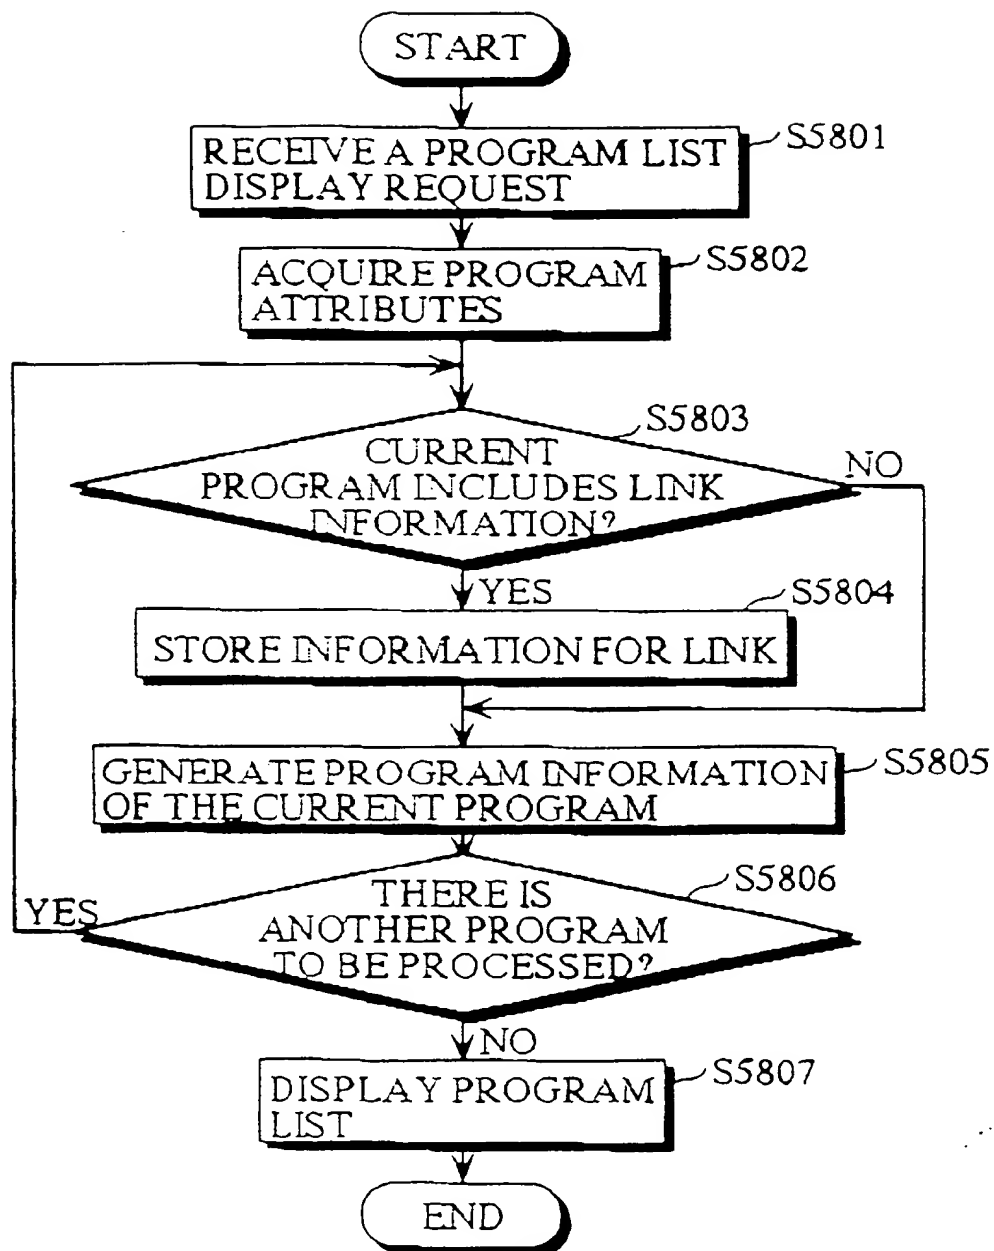 START
RECEIVE A PROGRAM LIST
DISPLAY REQUEST
S5801
ACQUIRE PROGRAM
ATTRIBUTES
S5802
CURRENT
PROGRAM INCLUDES LINK
INFORMATION?
S5803
NO
YES
STORE INFORMATION FOR LINK
S5804
GENERATE PROGRAM INFORMATION
OF THE CURRENT PROGRAM
S5805
THERE IS
ANOTHER PROGRAM
TO BE PROCESSED?
S5806
YES
NO
DISPLAY PROGRAM
LIST
S5807
END